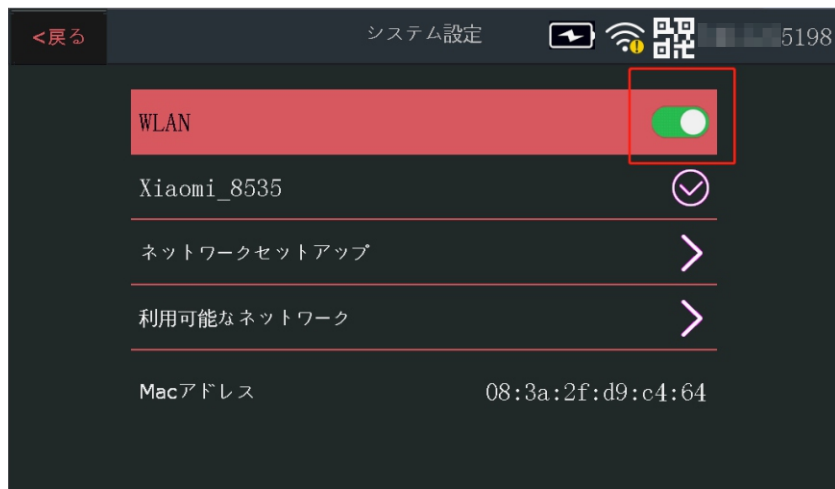 <戻る システム設定 5198
WLAN
Xiaomi_8535
ネットワークセットアップ
利用可能なネットワーク
Macアドレス 08:3a:2f:d9:c4:64